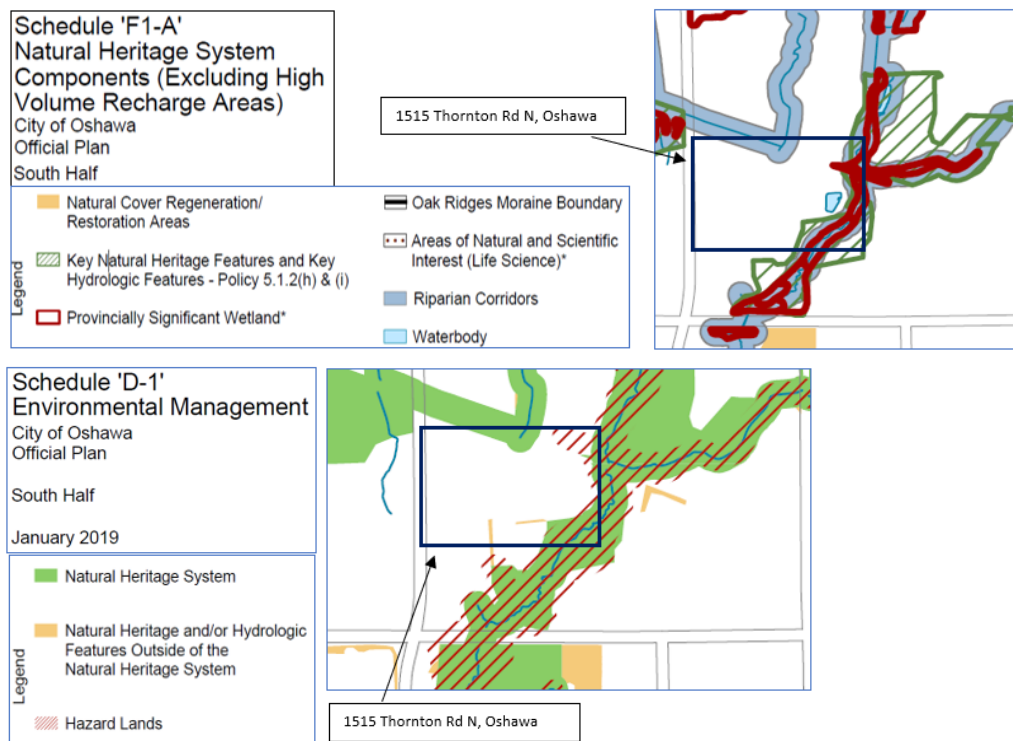 Schedule 'F1-A'
Natural Heritage System
Components (Excluding High
Volume Recharge Areas)
City of Oshawa
Official Plan
South Half
1515 Thornton Rd N, Oshawa
Legend
Natural Cover Regeneration/
Restoration Areas
Key Natural Heritage Features and Key
Hydrologic Features - Policy 5.1.2(h) & (i)
Provincially Significant Wetland*
Oak Ridges Moraine Boundary
Areas of Natural and Scientific
Interest (Life Science)*
Riparian Corridors
Waterbody
Schedule 'D-1'
Environmental Management
City of Oshawa
Official Plan
South Half
January 2019
Legend
Natural Heritage System
Natural Heritage and/or Hydrologic
Features Outside of the
Natural Heritage System
Hazard Lands
1515 Thornton Rd N, Oshawa